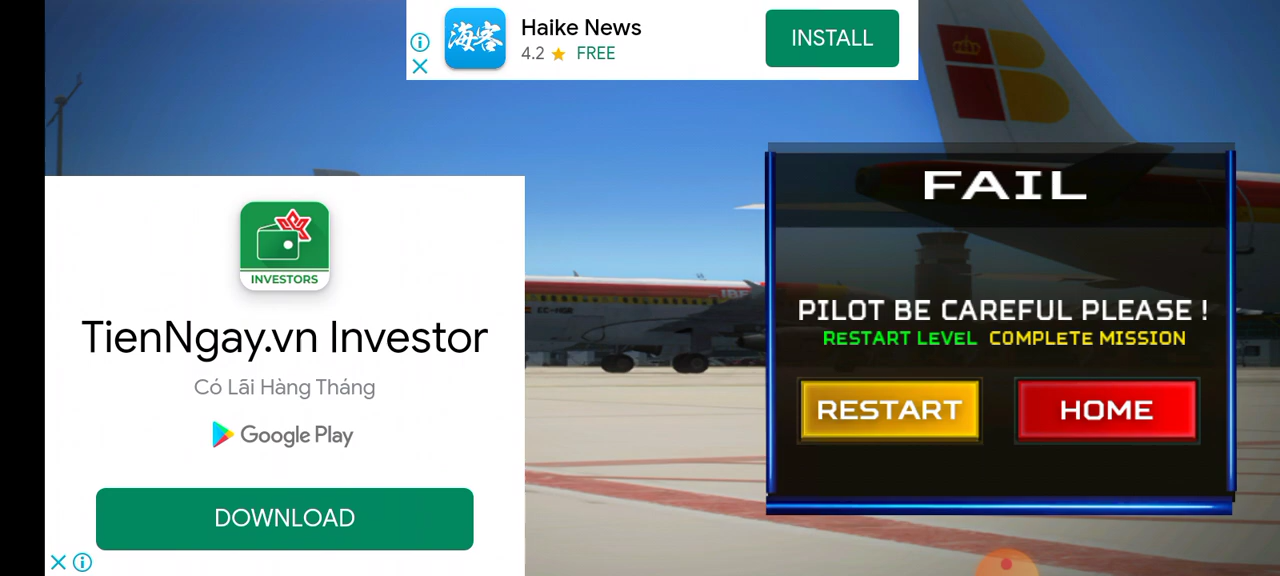 海客
Haike News
4.2 ★ FREE
INSTALL
INVESTORS
TienNgay.vn Investor
Có Lãi Hàng Tháng
Google Play
DOWNLOAD
FAIL
PILOT BE CAREFUL PLEASE !
RESTART LEVEL COMPLETE MISSION
RESTART
HOME